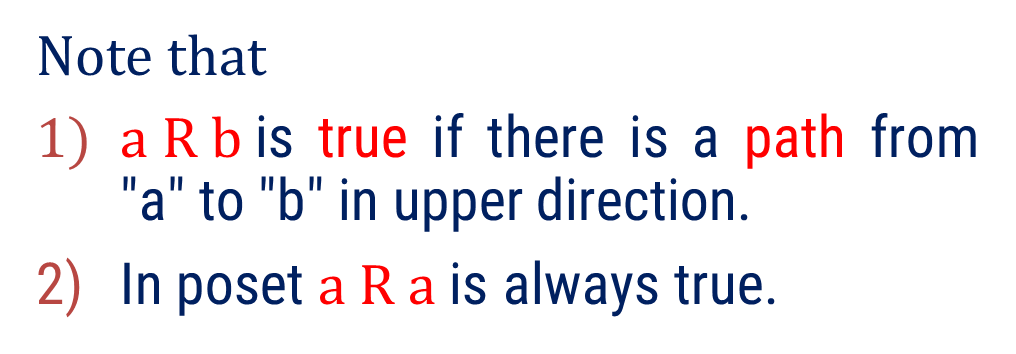 Note that
1) a R b is true if there is a path from
"a" to "b" in upper direction.
2) In poset a R a is always true.